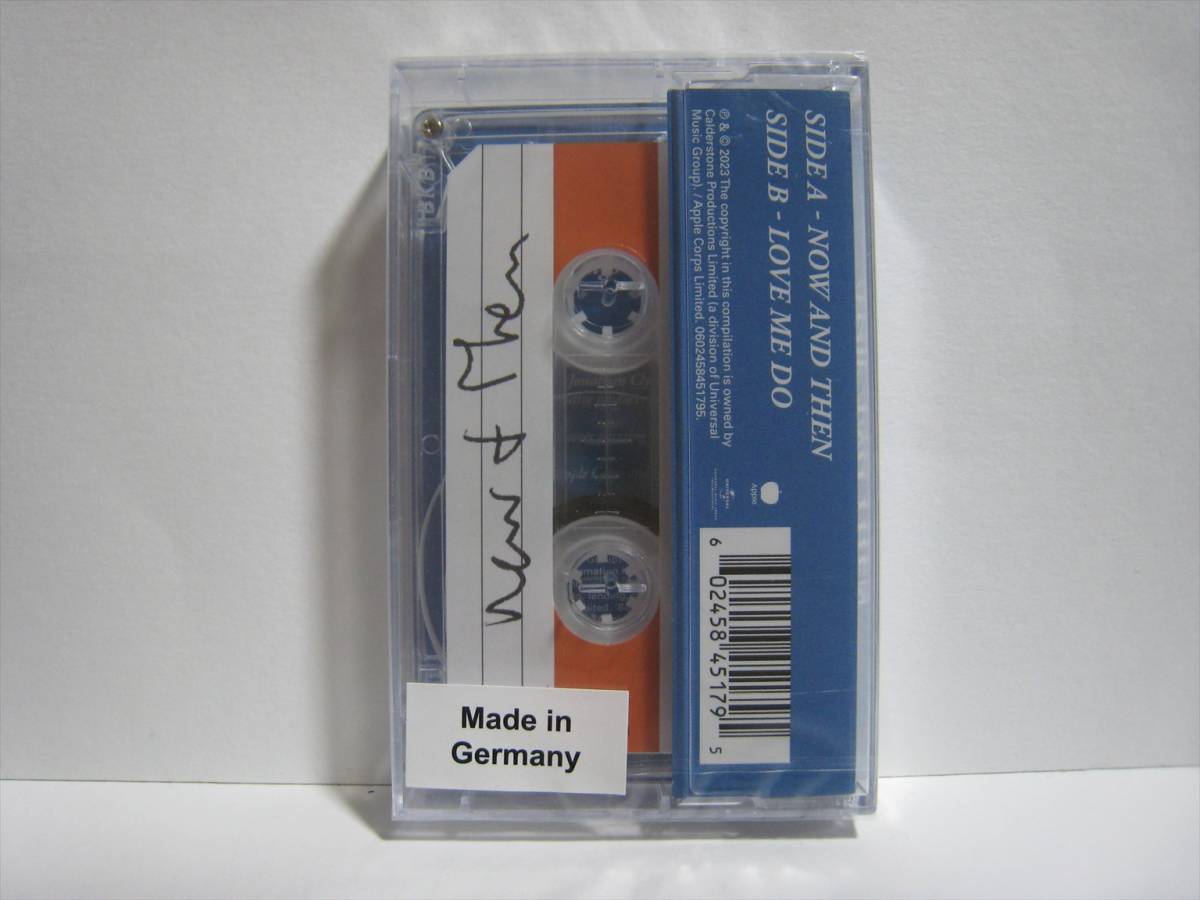 SIDE A - NOW AND THEN
SIDE B - LOVE ME DO
℗ & © 2023 The copyright in this compilation is owned by
Calderstone Productions Limited (a division of Universal
Music Group). / Apple Corps Limited. 0602458451795.
Apple
6 02458 45179 5
Now & Then
Made in
Germany